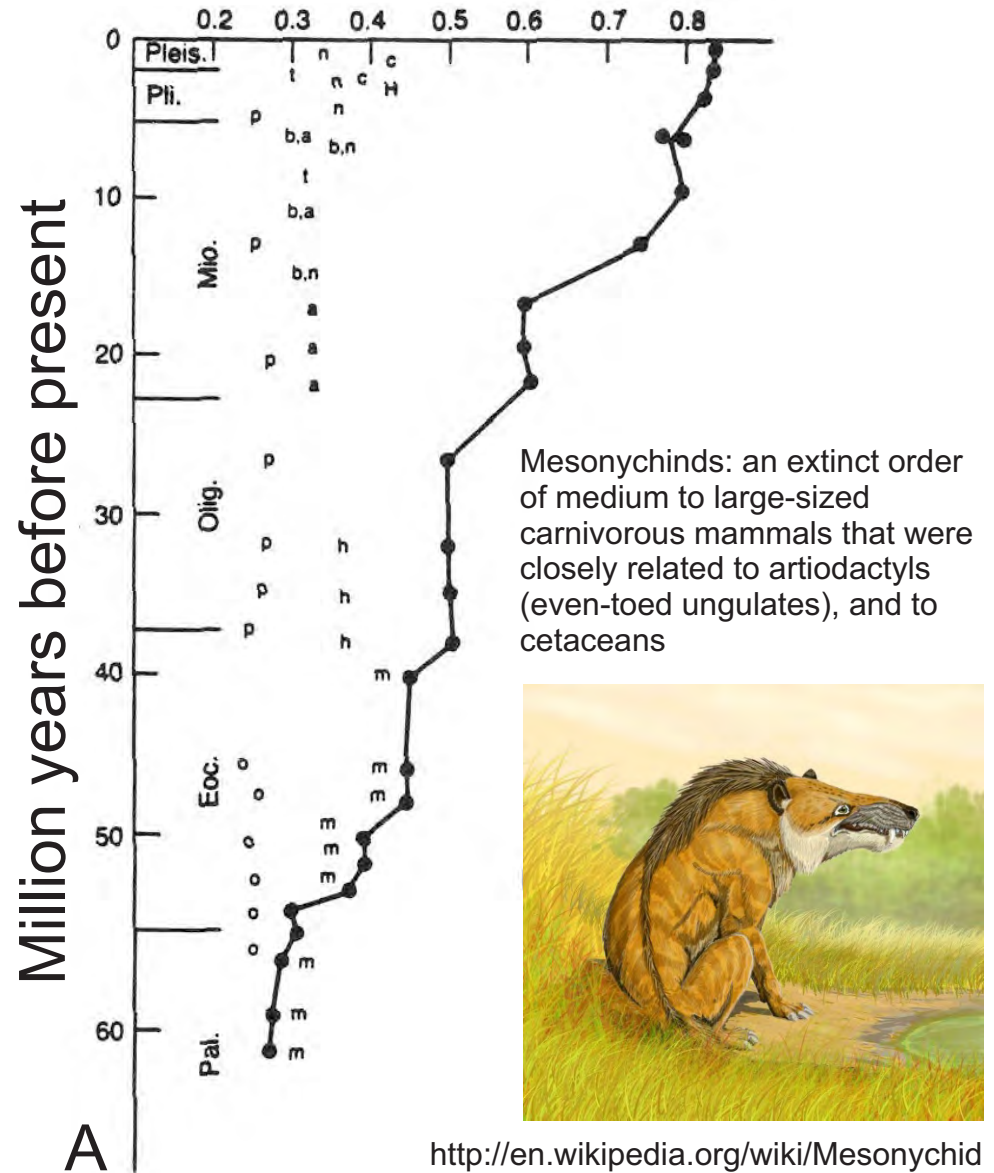 0.2 0.3 0.4 0.5 0.6 0.7 0.8
0
Pleis. n c
t n c H
Pli. n
p
b,a b,n
t
10
b,a
p
Mio.
b,n
a
a
20 p
a
Million years before present
p
Olig.
30
h
p
h
p
p
h
40 m
Eoc.
o m
o m
m
50 o m
o m
o
o m
m
60
Pal. m
Mesonychinds: an extinct order
of medium to large-sized
carnivorous mammals that were
closely related to artiodactyls
(even-toed ungulates), and to
cetaceans
A
http://en.wikipedia.org/wiki/Mesonychid